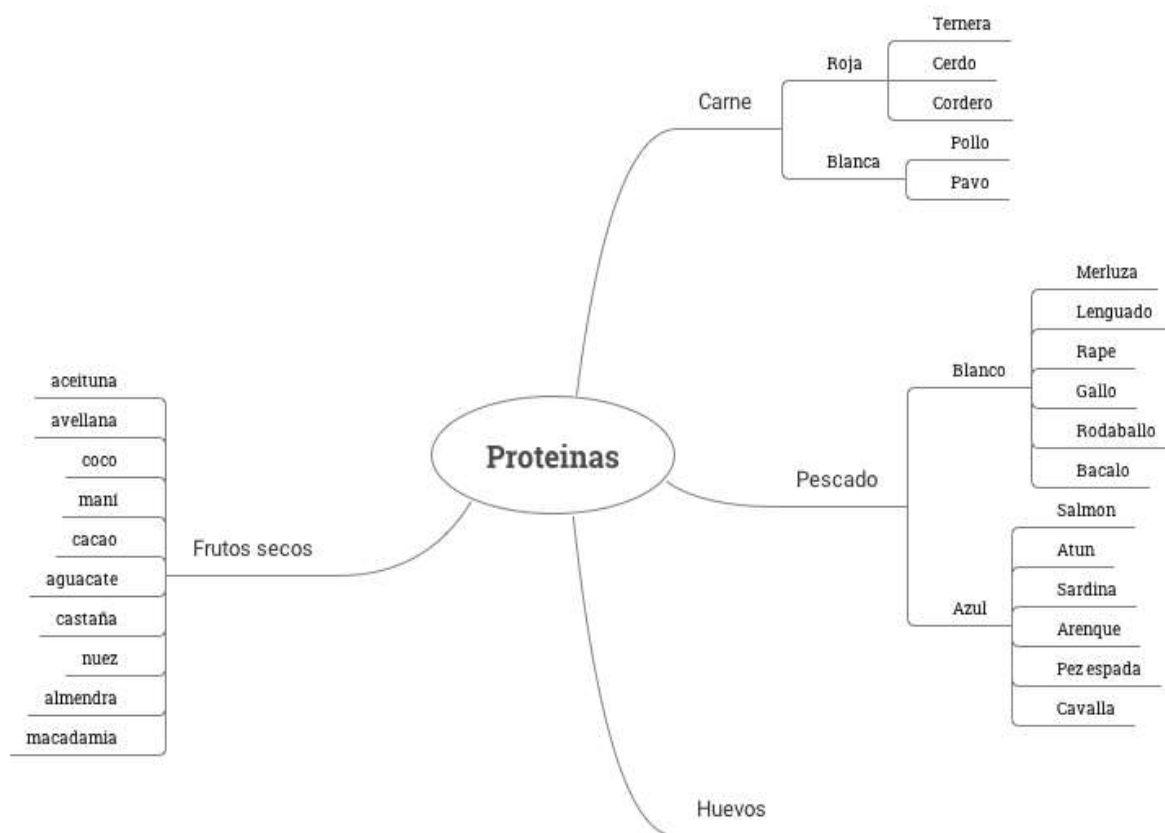 Proteinas
Carne
Roja
Ternera
Cerdo
Cordero
Blanca
Pollo
Pavo
Pescado
Blanco
Merluza
Lenguado
Rape
Gallo
Rodaballo
Bacalo
Azul
Salmon
Atun
Sardina
Arenque
Pez espada
Cavalla
Huevos
Frutos secos
aceituna
avellana
coco
maní
cacao
aguacate
castaña
nuez
almendra
macadamia